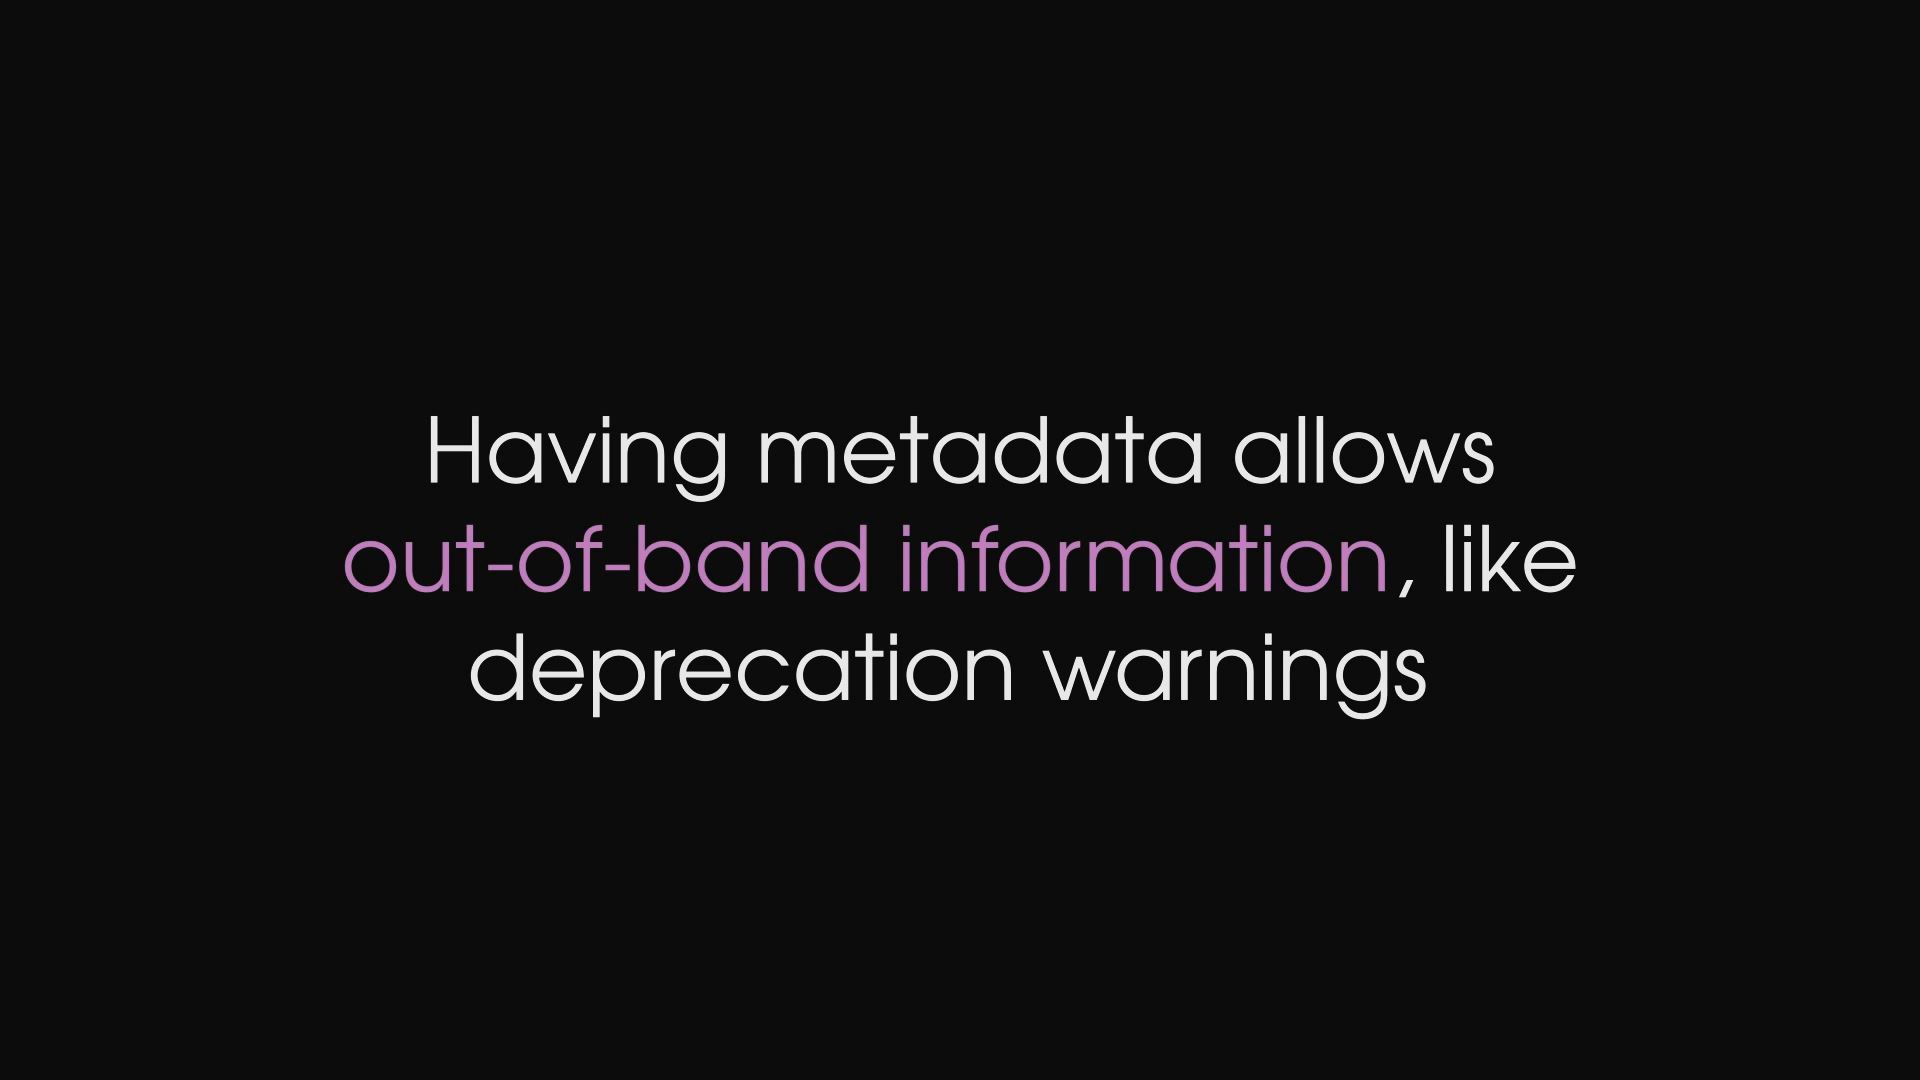 Having metadata allows
out-of-band information, like
deprecation warnings